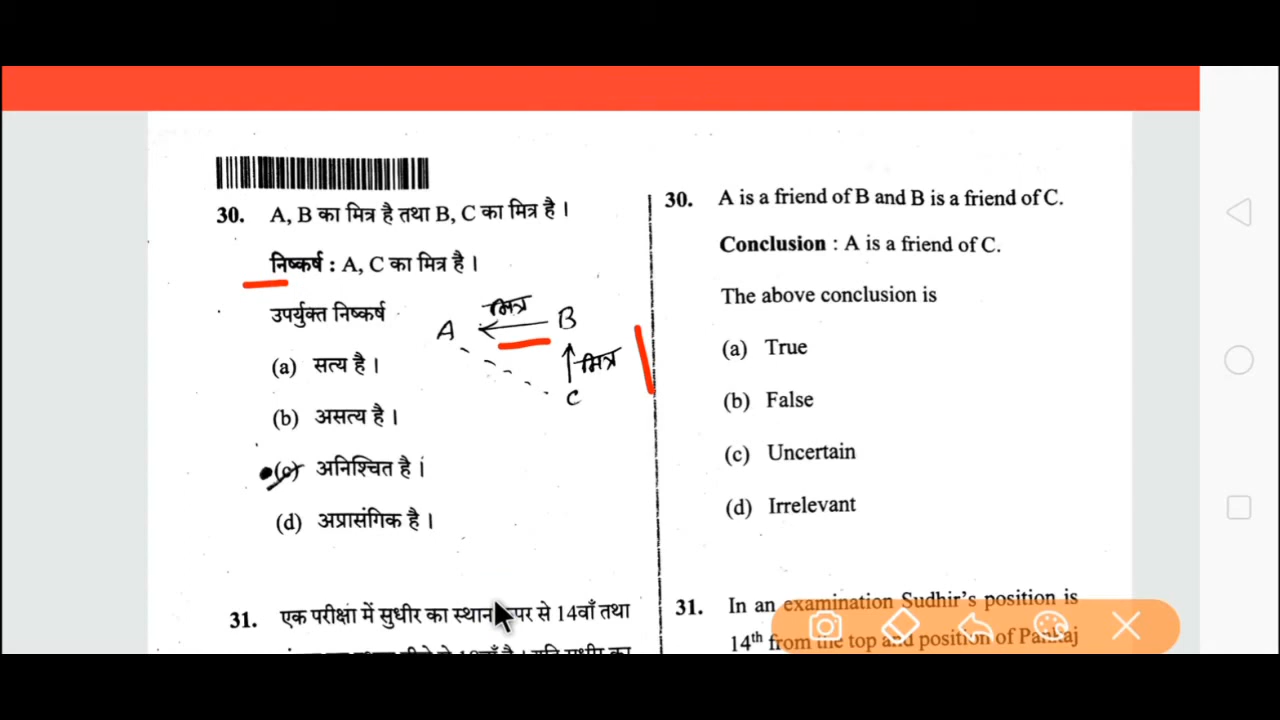 30. A, B का मित्र है तथा B, C का मित्र है ।
निष्कर्ष : A, C का मित्र है ।
उपर्युक्त निष्कर्ष
(a) सत्य है ।
(b) असत्य है ।
(c) अनिश्चित है ।
(d) अप्रासंगिक है ।
A मित्र B
मित्र
C
31. एक परीक्षा में सुधीर का स्थान ऊपर से 14वाँ तथा
30. A is a friend of B and B is a friend of C.
Conclusion : A is a friend of C.
The above conclusion is
(a) True
(b) False
(c) Uncertain
(d) Irrelevant
31. In an examination Sudhir's position is
14th from the top and position of Pankaj